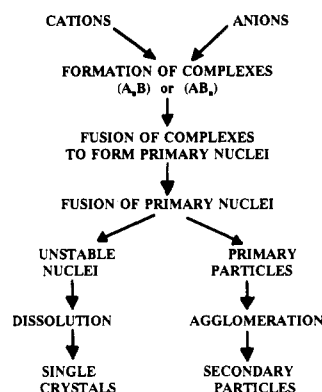 CATIONS ANIONS
FORMATION OF COMPLEXES
(AₙB) or (ABₙ)
FUSION OF COMPLEXES
TO FORM PRIMARY NUCLEI
FUSION OF PRIMARY NUCLEI
UNSTABLE
NUCLEI
PRIMARY
PARTICLES
DISSOLUTION
AGGLOMERATION
SINGLE
CRYSTALS
SECONDARY
PARTICLES